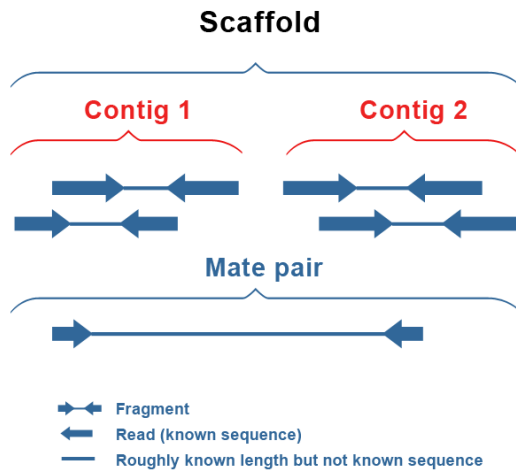 Scaffold
Contig 1
Contig 2
Mate pair
Fragment
Read (known sequence)
Roughly known length but not known sequence